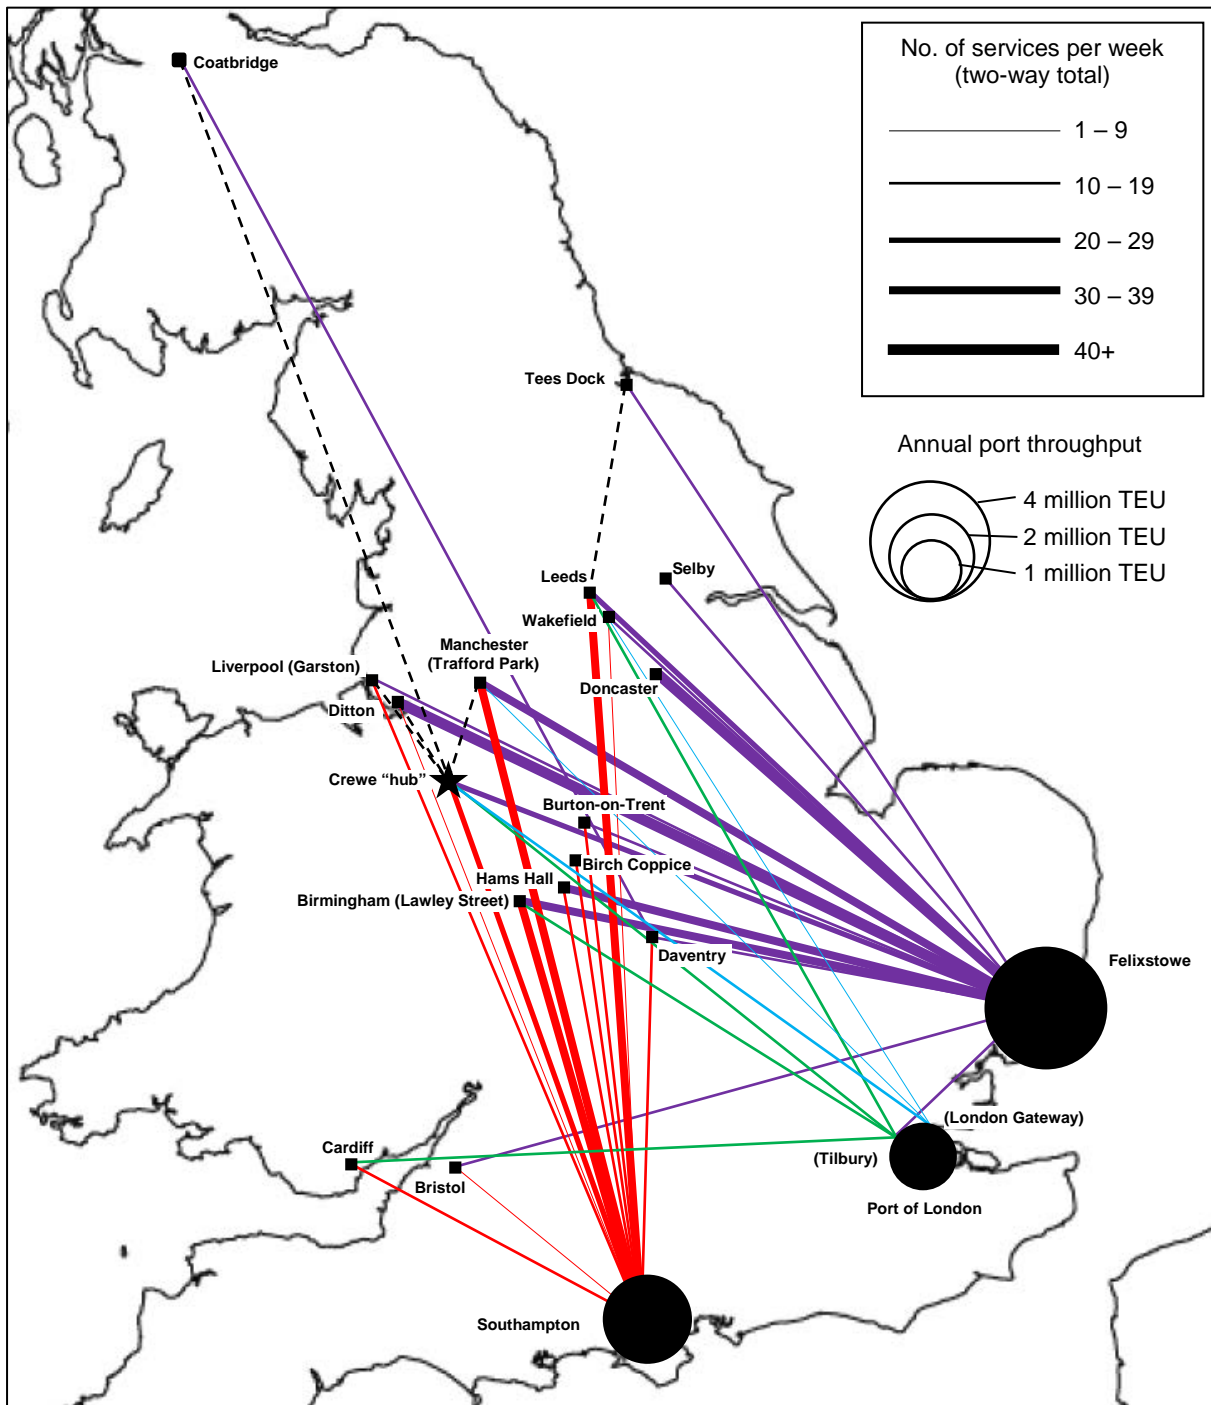 No. of services per week
(two-way total)
1 – 9
10 – 19
20 – 29
30 – 39
40+
Annual port throughput
4 million TEU
2 million TEU
1 million TEU
Coatbridge
Tees Dock
Leeds
Selby
Wakefield
Manchester
(Trafford Park)
Liverpool (Garston)
Doncaster
Ditton
Crewe “hub”
Burton-on-Trent
Birch Coppice
Hams Hall
Birmingham (Lawley Street)
Daventry
Felixstowe
(London Gateway)
Cardiff
(Tilbury)
Bristol
Port of London
Southampton